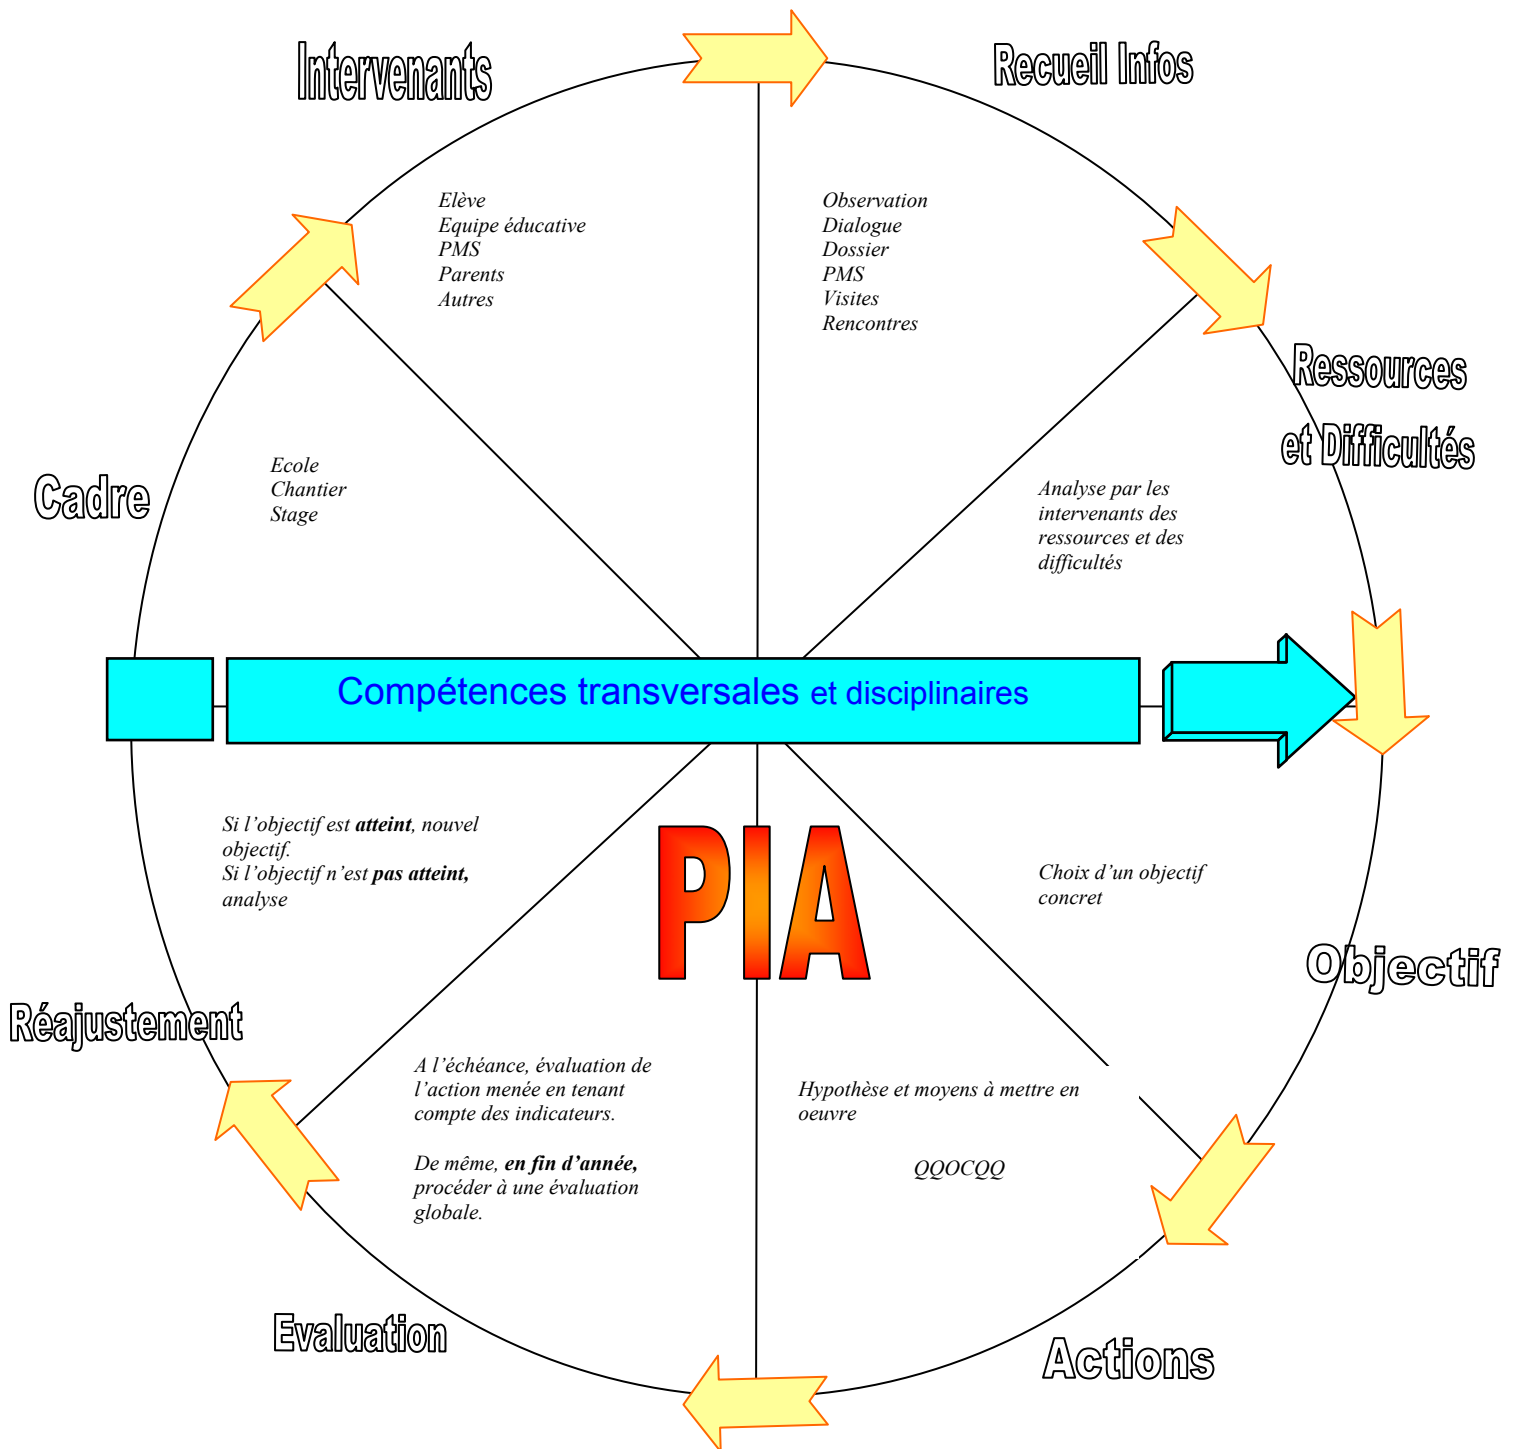 Intervenants
Recueil Infos
Elève
Equipe éducative
PMS
Parents
Autres
Observation
Dialogue
Dossier
PMS
Visites
Rencontres
Ressources
et Difficultés
Cadre
Ecole
Chantier
Stage
Analyse par les
intervenants des
ressources et des
difficultés
Compétences transversales et disciplinaires
Si l’objectif est atteint, nouvel
objectif.
Si l’objectif n’est pas atteint,
analyse
PIA
Choix d’un objectif
concret
Objectif
Réajustement
A l’échéance, évaluation de
l’action menée en tenant
compte des indicateurs.
De même, en fin d’année,
procéder à une évaluation
globale.
Hypothèse et moyens à mettre en
oeuvre
QQOCQQ
Evaluation
Actions